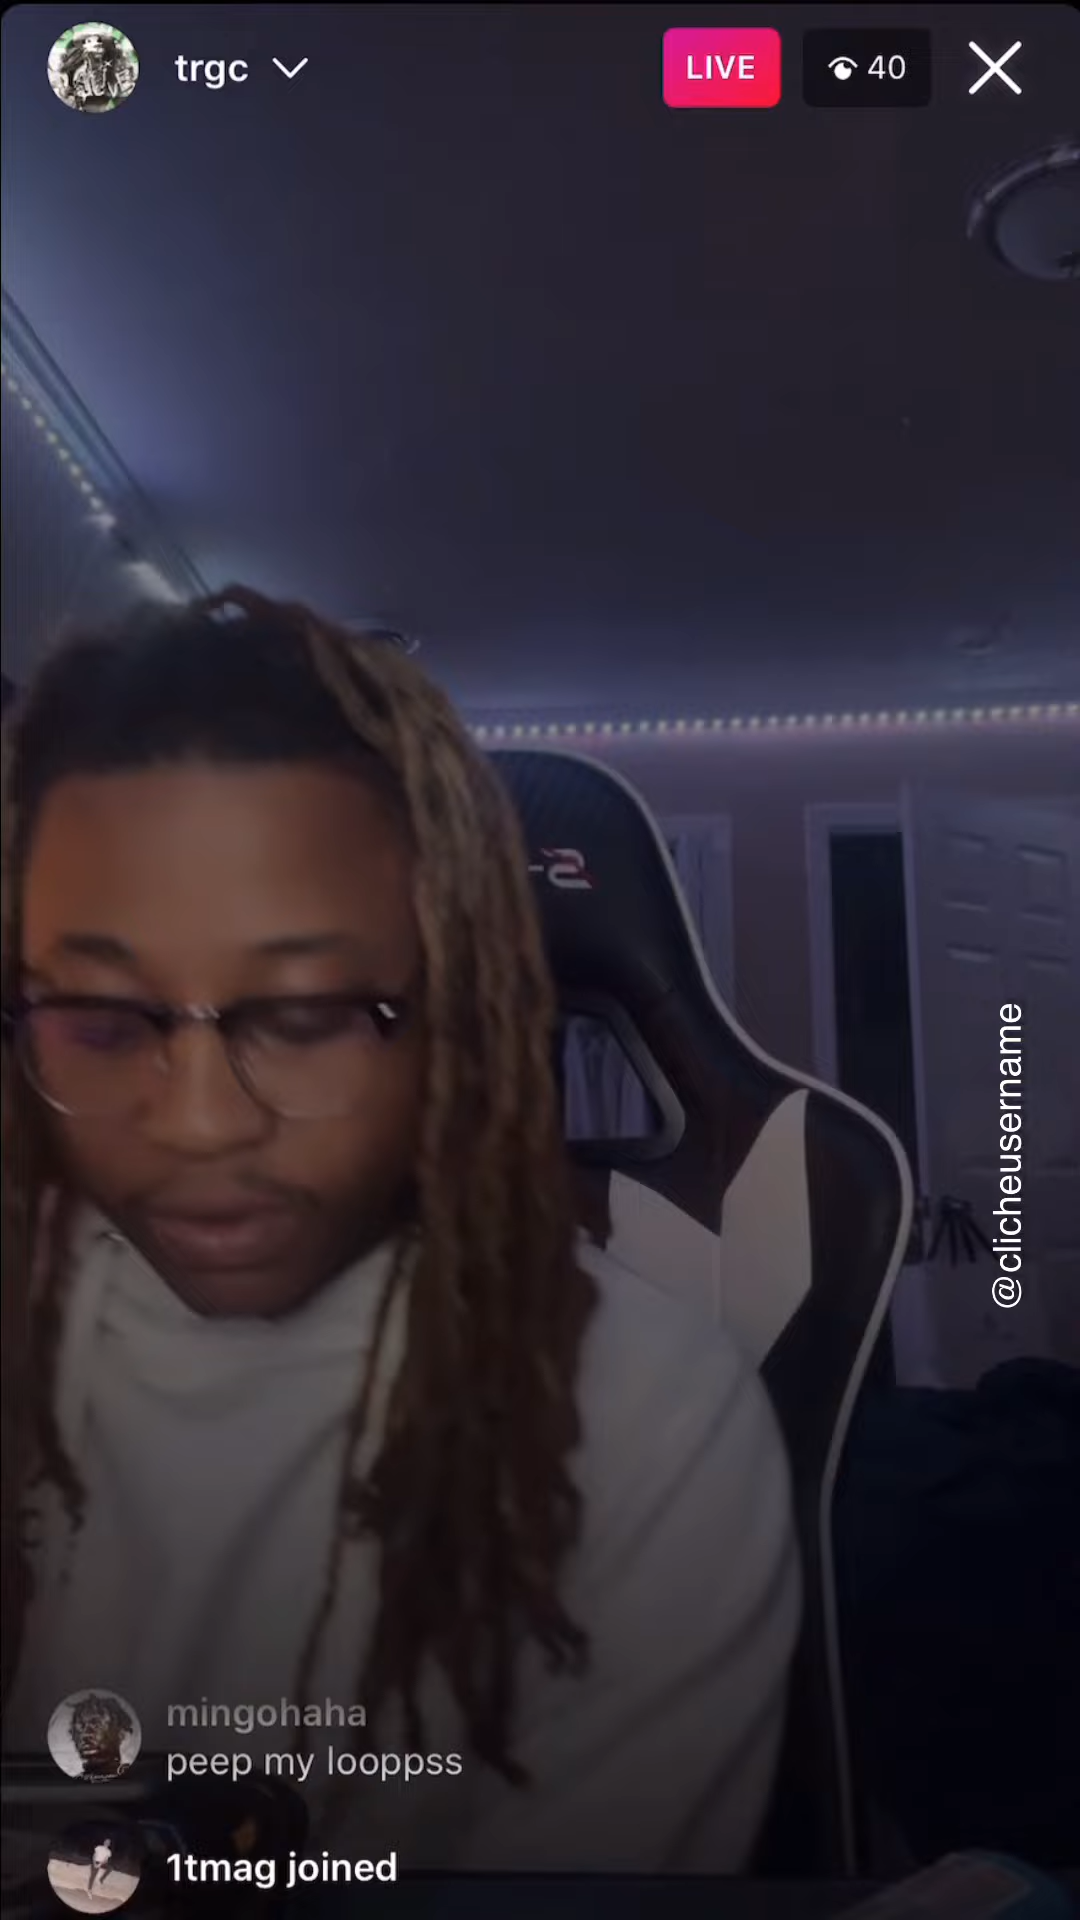 trgc
LIVE
40
@clicheusername
mingohaha
peep my looppss
1tmag joined